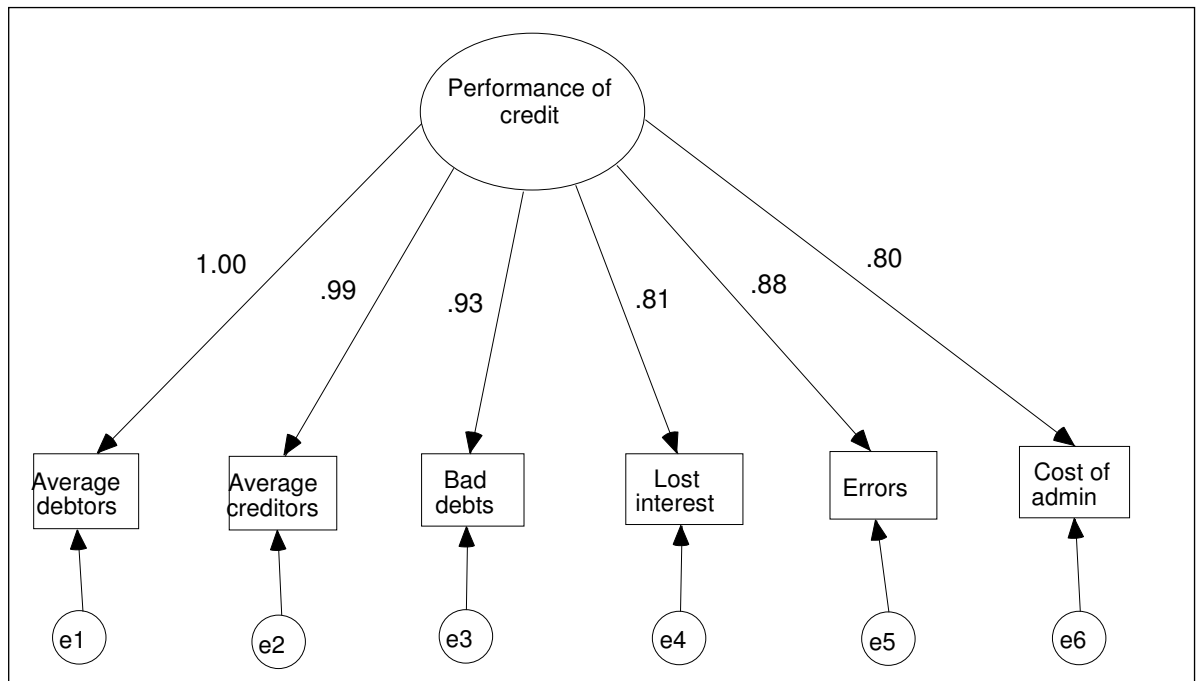 Performance of
credit
1.00
.99
.93
.81
.88
.80
Average
debtors
Average
creditors
Bad
debts
Lost
interest
Errors
Cost of
admin
e1
e2
e3
e4
e5
e6